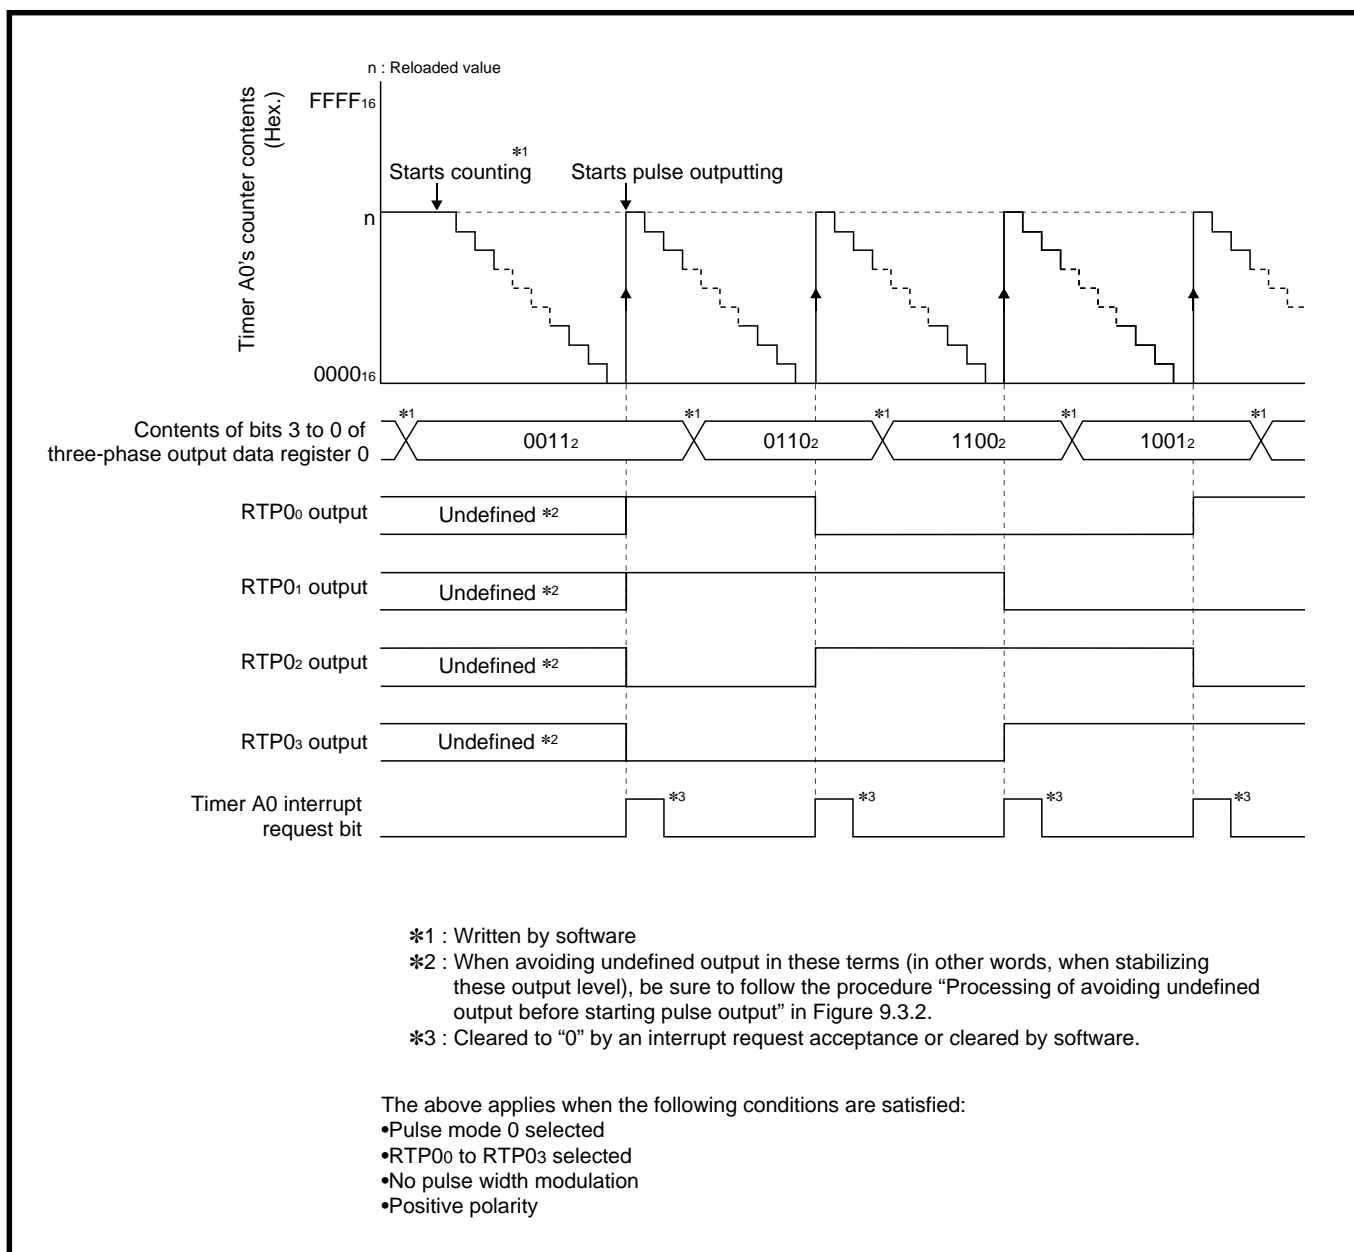 n : Reloaded value
Timer A0's counter contents
(Hex.)
FFFF16
Starts counting ✽1
Starts pulse outputting
n
000016
Contents of bits 3 to 0 of
three-phase output data register 0
✽1 00112 ✽1 01102 ✽1 11002 ✽1 10012 ✽1
RTP00 output Undefined ✽2
RTP01 output Undefined ✽2
RTP02 output Undefined ✽2
RTP03 output Undefined ✽2
Timer A0 interrupt
request bit
✽3 ✽3 ✽3 ✽3
✽1 : Written by software
✽2 : When avoiding undefined output in these terms (in other words, when stabilizing
these output level), be sure to follow the procedure “Processing of avoiding undefined
output before starting pulse output” in Figure 9.3.2.
✽3 : Cleared to “0” by an interrupt request acceptance or cleared by software.
The above applies when the following conditions are satisfied:
•Pulse mode 0 selected
•RTP00 to RTP03 selected
•No pulse width modulation
•Positive polarity